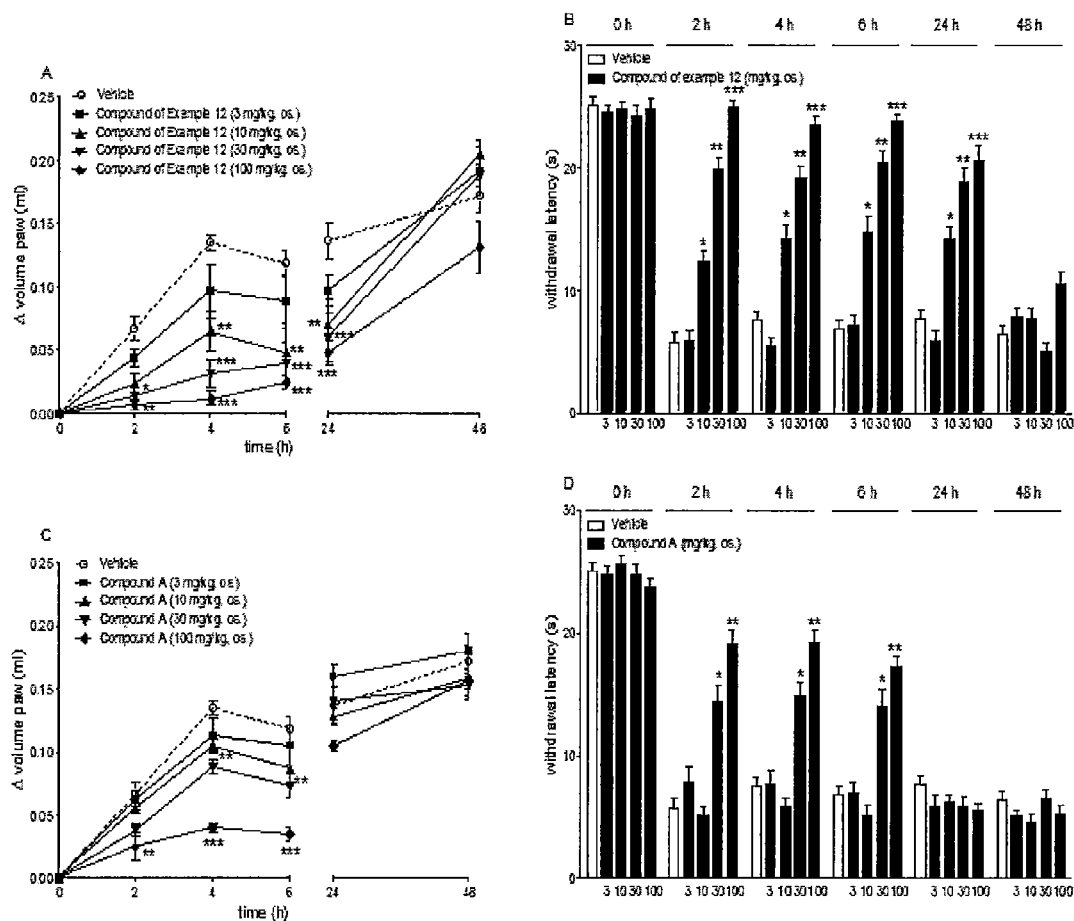 A
0.25
0.20
0.15
0.10
0.05
0.00
Δ volume paw (ml)
Vehicle
Compound of Example 12 (3 mg/kg, os.)
Compound of Example 12 (10 mg/kg, os.)
Compound of Example 12 (30 mg/kg, os.)
Compound of Example 12 (100 mg/kg, os.)
** ** ** *** *** *** * ** *** *** ***
0 2 4 6 24 48
time (h)
B
0 h 2 h 4 h 6 h 24 h 48 h
30
20
10
0
withdrawal latency (s)
Vehicle
Compound of example 12 (mg/kg, os.)
* ** *** * ** *** * ** *** * ** ***
3 10 30 100 3 10 30 100 3 10 30 100 3 10 30 100 3 10 30 100 3 10 30 100
C
0.25
0.20
0.15
0.10
0.05
0.00
Δ volume paw (ml)
Vehicle
Compound A (3 mg/kg, os.)
Compound A (10 mg/kg, os.)
Compound A (30 mg/kg, os.)
Compound A (100 mg/kg, os.)
** ** ** *** ***
0 2 4 6 24 48
time (h)
D
0 h 2 h 4 h 6 h 24 h 48 h
30
20
10
0
withdrawal latency (s)
Vehicle
Compound A (mg/kg, os.)
* ** * ** * **
3 10 30 100 3 10 30 100 3 10 30 100 3 10 30 100 3 10 30 100 3 10 30 100